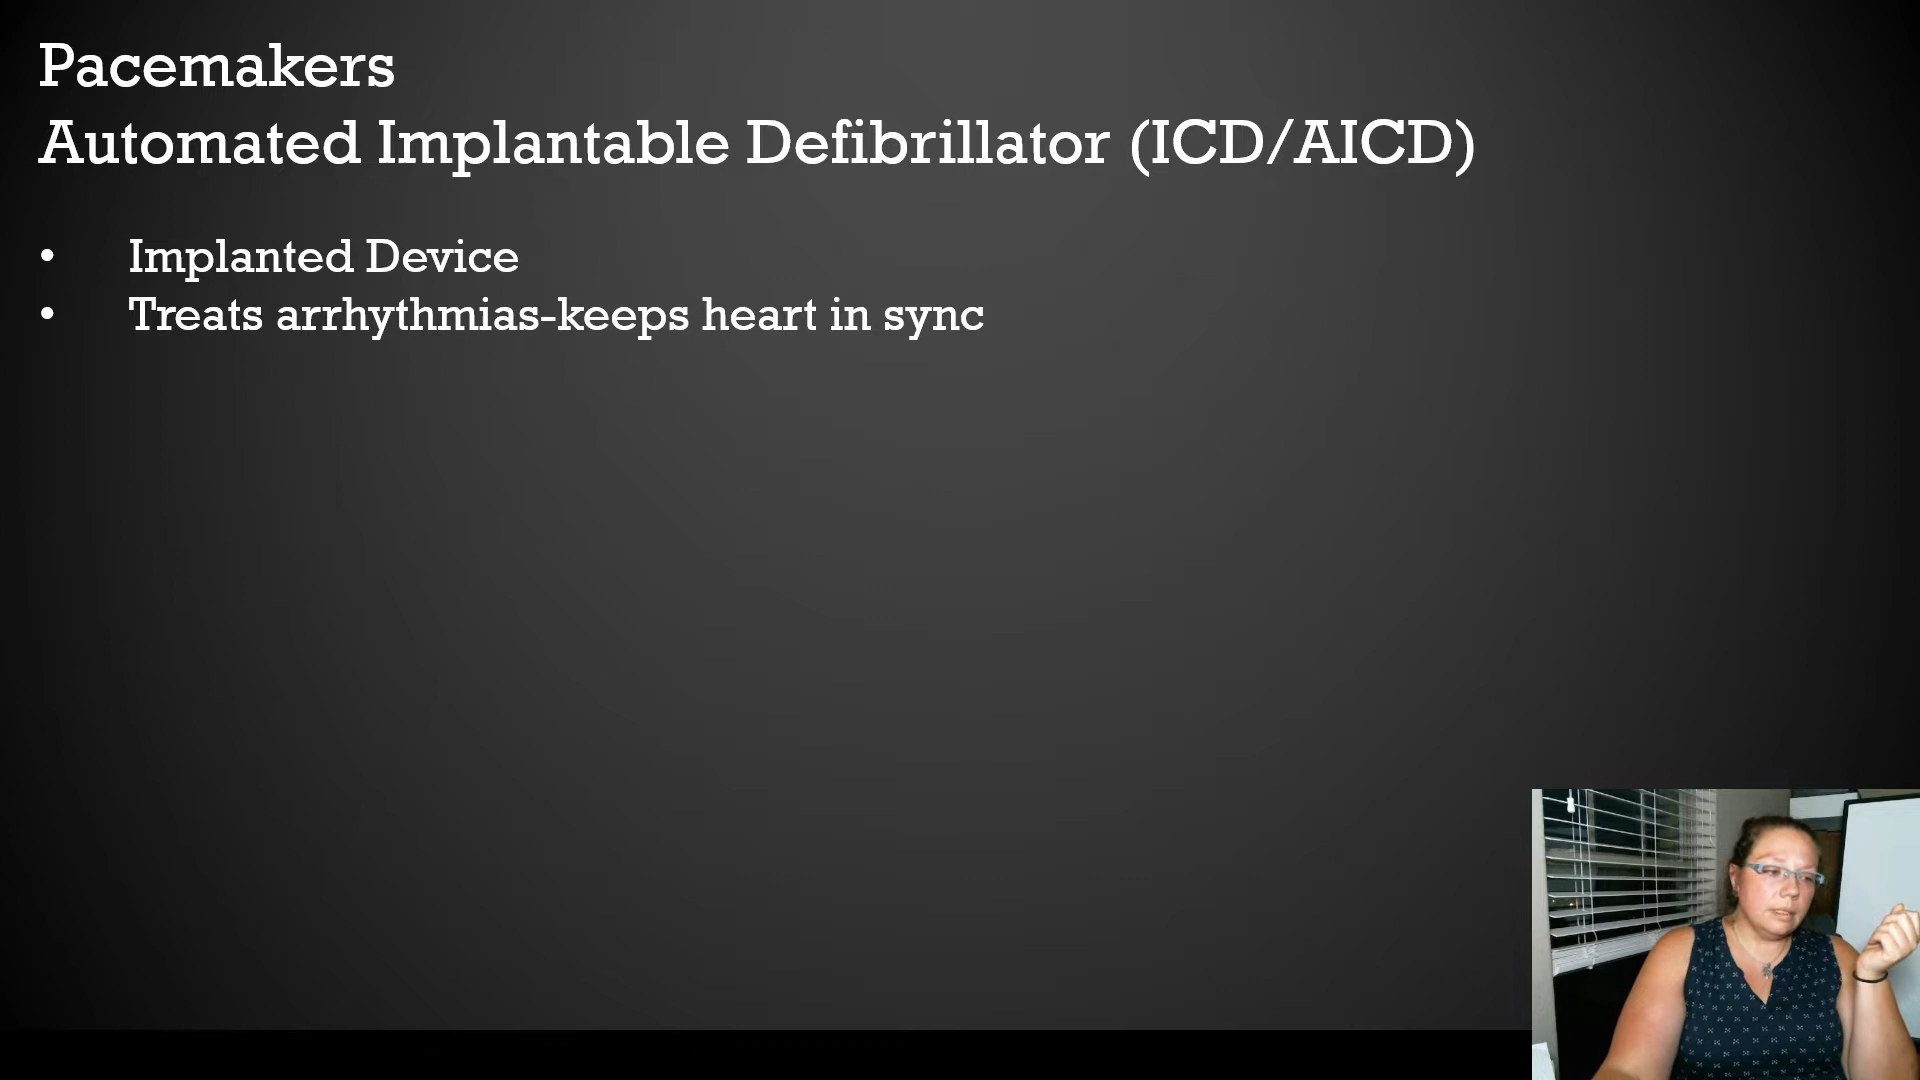 Pacemakers
Automated Implantable Defibrillator (ICD/AICD)
• Implanted Device
• Treats arrhythmias-keeps heart in sync